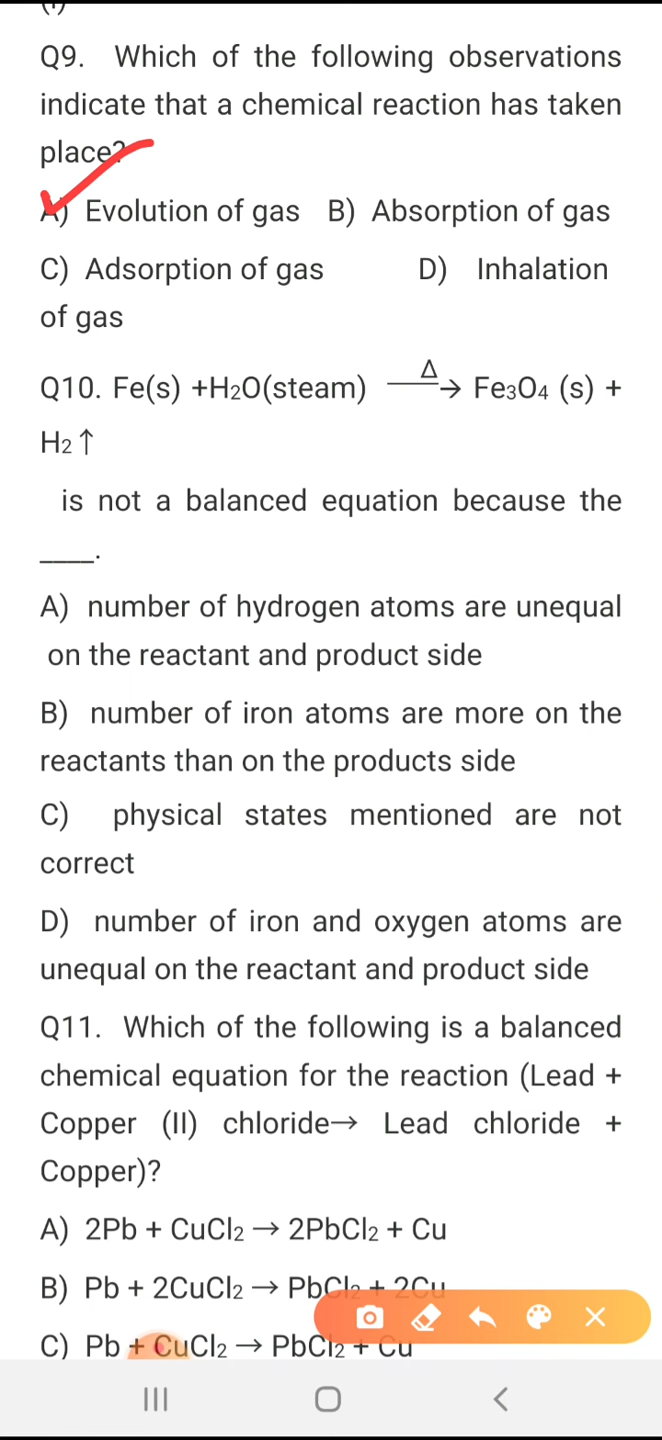 Q9. Which of the following observations
indicate that a chemical reaction has taken
place?
A) Evolution of gas B) Absorption of gas
C) Adsorption of gas D) Inhalation
of gas
Q10. Fe(s) +H₂O(steam) —Δ→ Fe₃O₄ (s) +
H₂↑
is not a balanced equation because the
____.
A) number of hydrogen atoms are unequal
on the reactant and product side
B) number of iron atoms are more on the
reactants than on the products side
C) physical states mentioned are not
correct
D) number of iron and oxygen atoms are
unequal on the reactant and product side
Q11. Which of the following is a balanced
chemical equation for the reaction (Lead +
Copper (II) chloride→ Lead chloride +
Copper)?
A) 2Pb + CuCl₂ → 2PbCl₂ + Cu
B) Pb + 2CuCl₂ → PbCl₂ + 2Cu
C) Pb + CuCl₂ → PbCl₂ + Cu